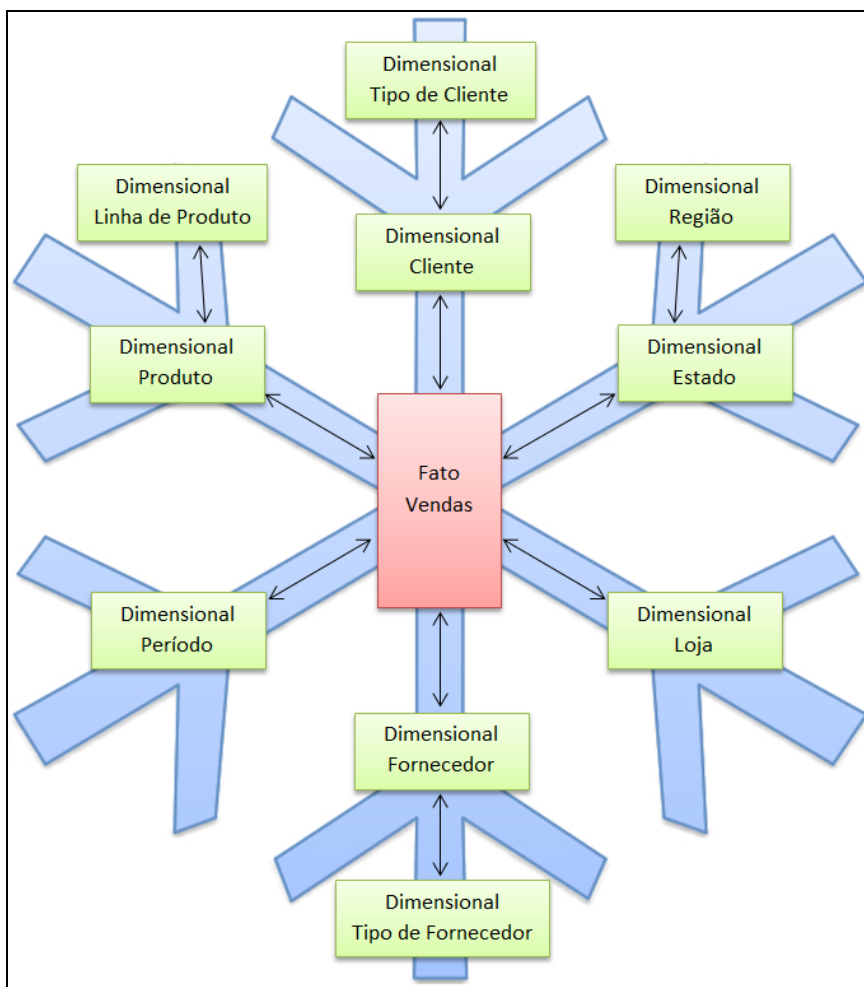 Dimensional
Tipo de Cliente
Dimensional
Linha de Produto
Dimensional
Região
Dimensional
Cliente
Dimensional
Produto
Dimensional
Estado
Fato
Vendas
Dimensional
Período
Dimensional
Loja
Dimensional
Fornecedor
Dimensional
Tipo de Fornecedor